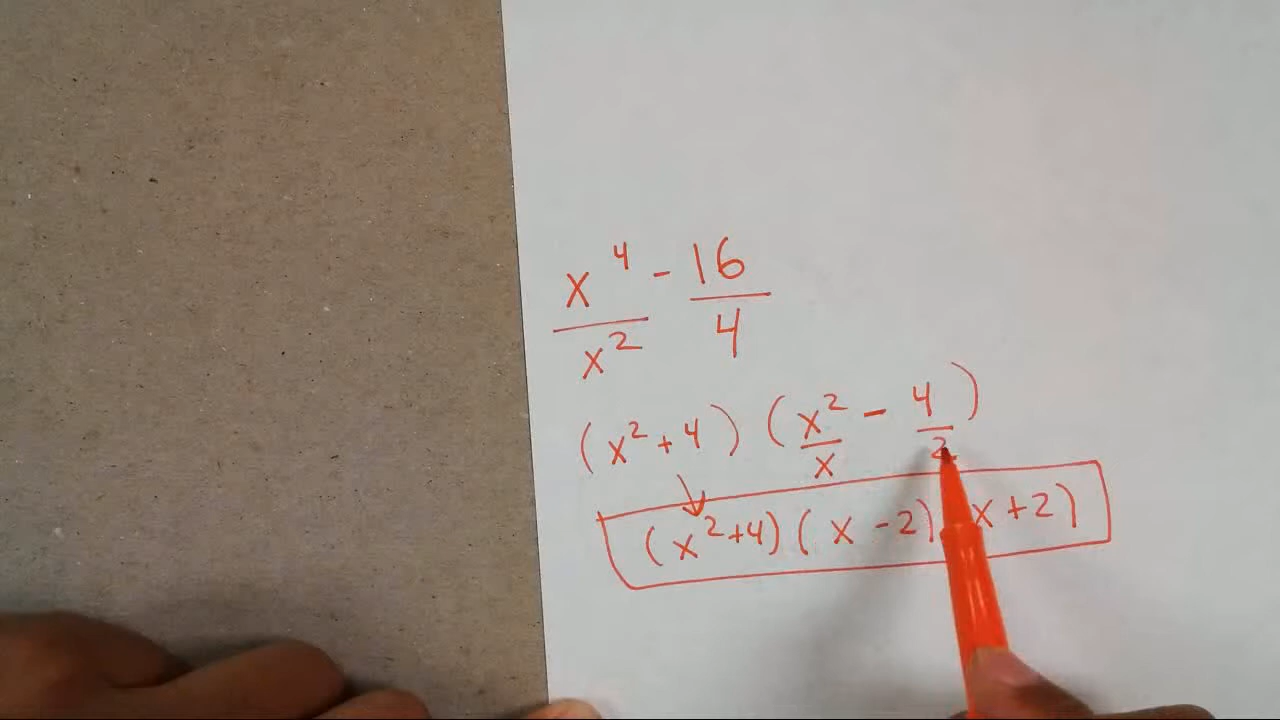 x⁴ - 16
x² 4
(x² + 4) (x² - 4)
x 2
(x²+4) (x - 2) x + 2)